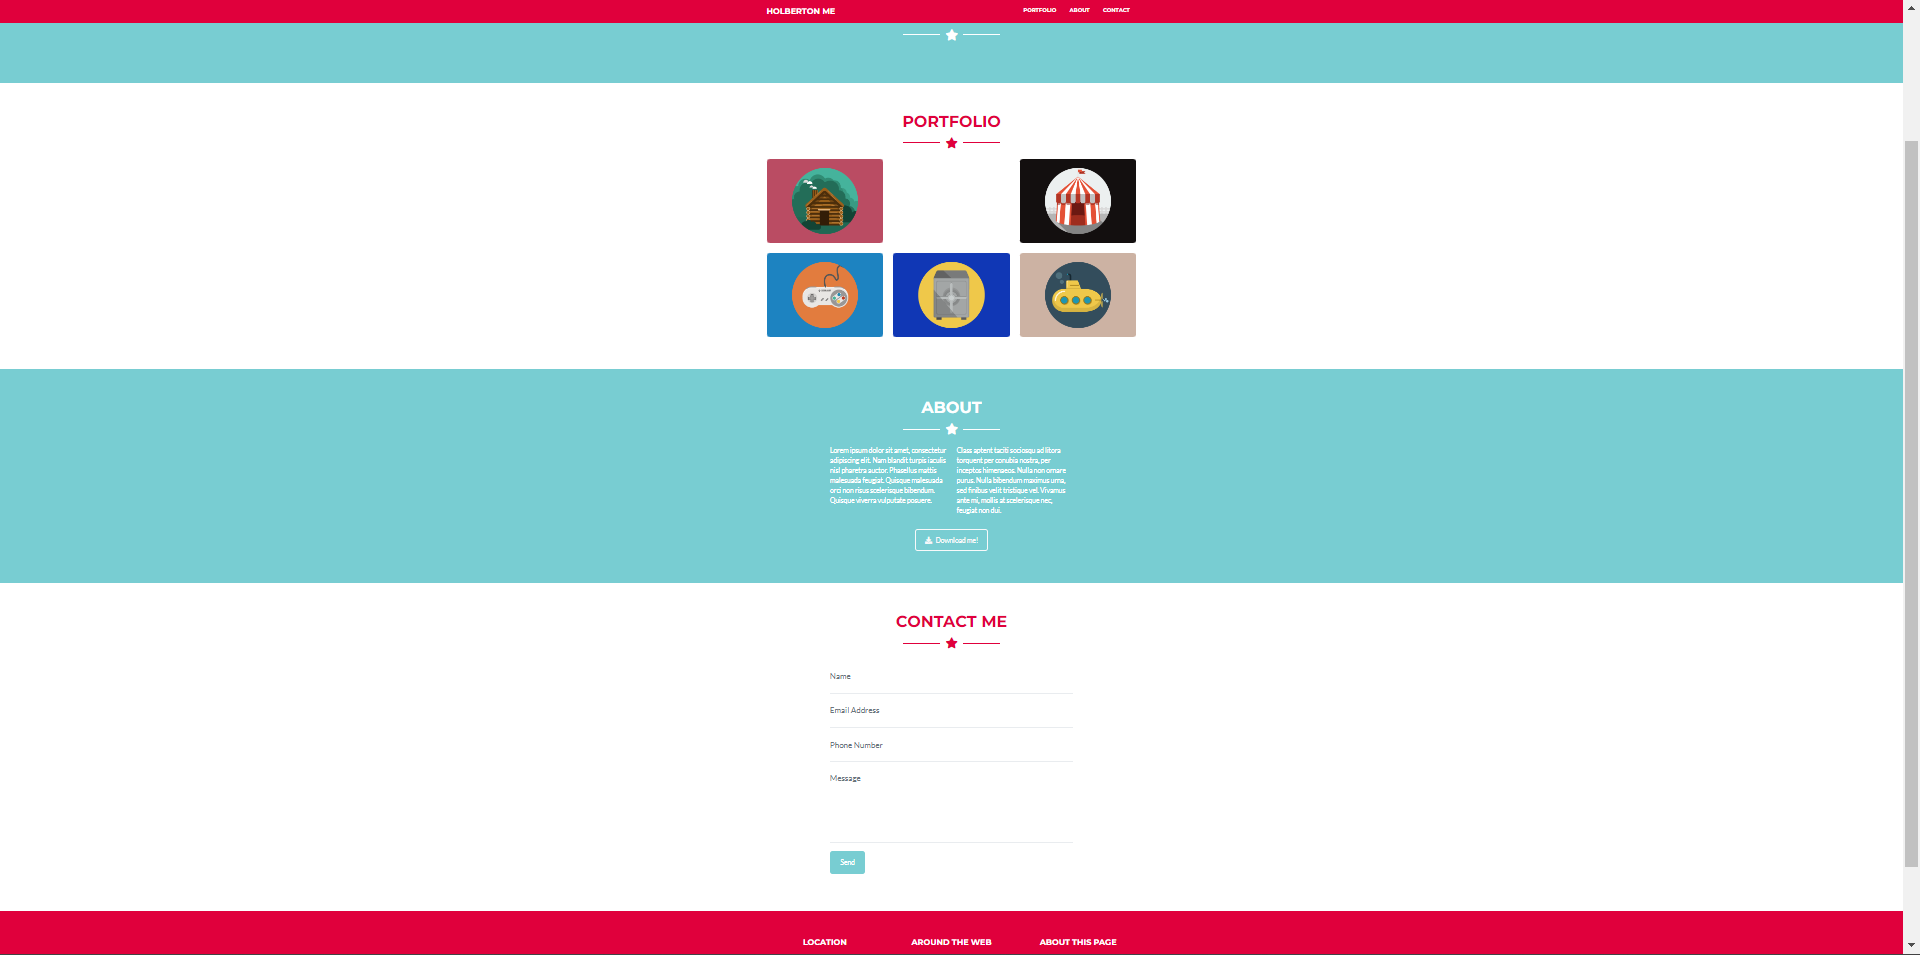 HOLBERTON ME
PORTFOLIO ABOUT CONTACT
PORTFOLIO
ABOUT
Lorem ipsum dolor sit amet, consectetur
adipiscing elit. Nam blandit turpis iaculis
nisl pharetra auctor. Phasellus mattis
malesuada feugiat. Quisque malesuada
orci non risus scelerisque bibendum.
Quisque viverra vulputate posuere.
Class aptent taciti sociosqu ad litora
torquent per conubia nostra, per
inceptos himenaeos. Nulla non ornare
purus. Nulla bibendum maximus urna,
sed finibus velit tristique vel. Vivamus
ante mi, mollis at scelerisque nec,
feugiat non dui.
Download me!
CONTACT ME
Name
Email Address
Phone Number
Message
Send
LOCATION AROUND THE WEB ABOUT THIS PAGE